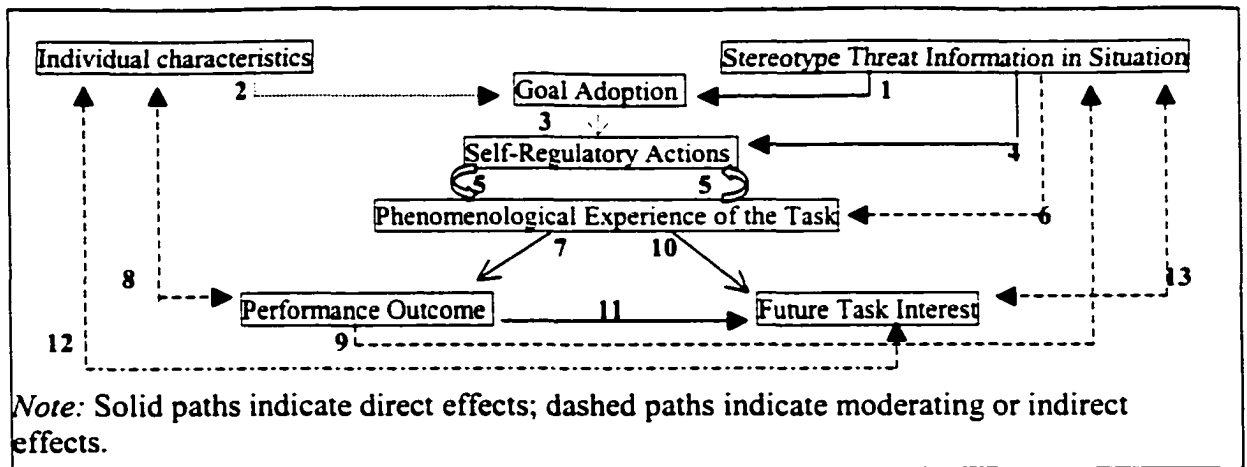 Individual characteristics
Stereotype Threat Information in Situation
2
Goal Adoption
1
3
Self-Regulatory Actions
4
5
5
Phenomenological Experience of the Task
6
7
10
8
13
Performance Outcome
11
Future Task Interest
12
9
Note: Solid paths indicate direct effects; dashed paths indicate moderating or indirect
effects.